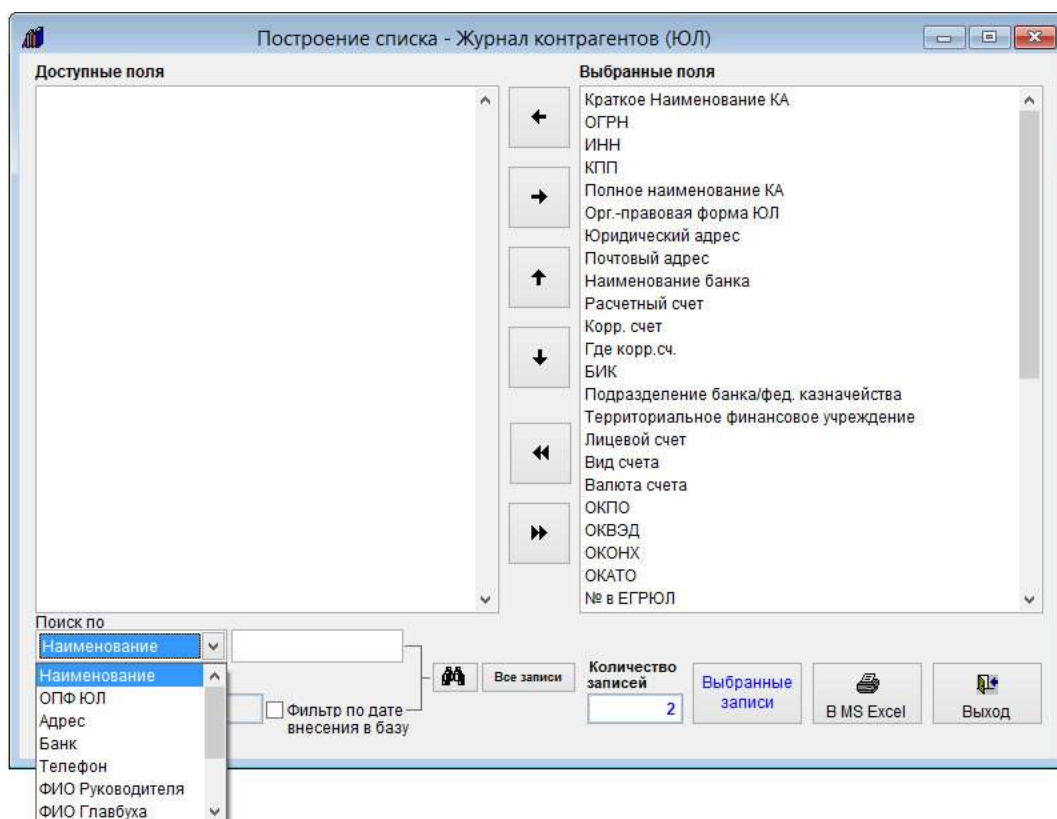 Построение списка - Журнал контрагентов (ЮЛ)
Доступные поля
Выбранные поля
Краткое Наименование КА
ОГРН
ИНН
КПП
Полное наименование КА
Орг.-правовая форма ЮЛ
Юридический адрес
Почтовый адрес
Наименование банка
Расчетный счет
Корр. счет
Где корр.сч.
БИК
Подразделение банка/фед. казначейства
Территориальное финансовое учреждение
Лицевой счет
Вид счета
Валюта счета
ОКПО
ОКВЭД
ОКОНХ
ОКАТО
№ в ЕГРЮЛ
Поиск по
Наименование
Наименование
ОПФ ЮЛ
Адрес
Банк
Телефон
ФИО Руководителя
ФИО Главбуха
Фильтр по дате
внесения в базу
Все записи
Количество
записей
2
Выбранные
записи
В MS Excel
Выход